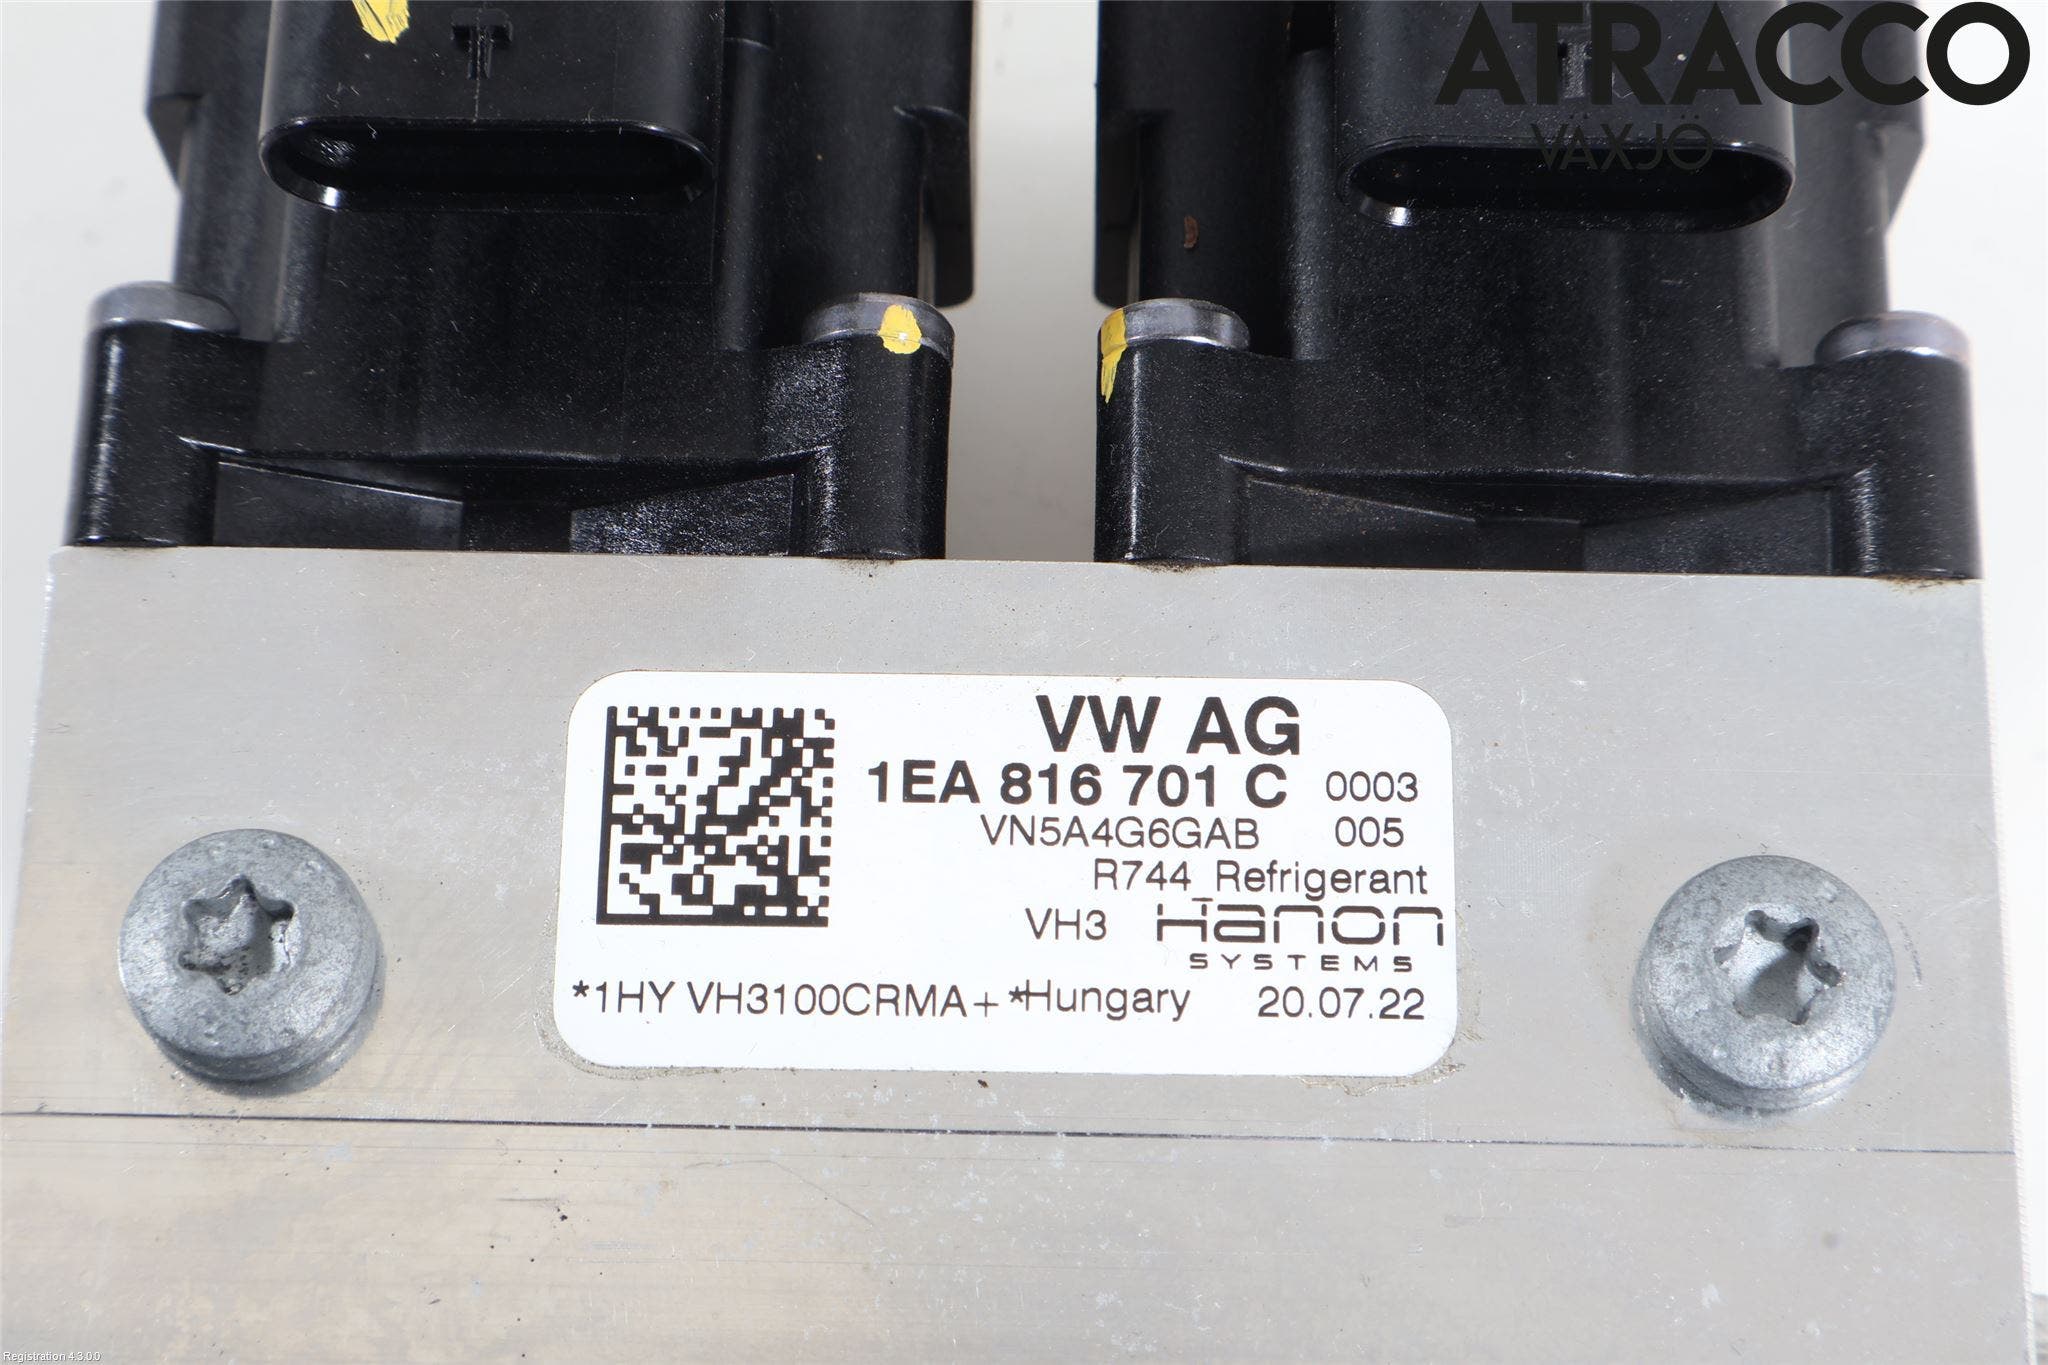 ATRACCO
VÄXJÖ
VW AG
1EA 816 701 C 0003
VN5A4G6GAB 005
R744_Refrigerant
VH3 Hanon
SYSTEMS
*1HY VH3100CRMA+ *Hungary 20.07.22
Registration 4.3.0.0